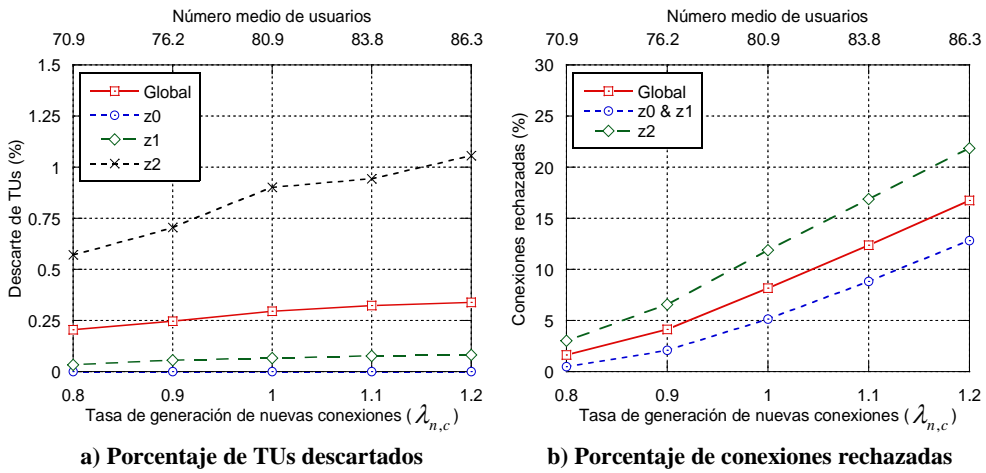 Número medio de usuarios
70.9 76.2 80.9 83.8 86.3
1.5
1.25
1
0.75
0.5
0.25
0
Descarte de TUs (%)
Global
z0
z1
z2
0.8 0.9 1 1.1 1.2
Tasa de generación de nuevas conexiones (λn,c)
a) Porcentaje de TUs descartados
Número medio de usuarios
70.9 76.2 80.9 83.8 86.3
30
25
20
15
10
5
0
Conexiones rechazadas (%)
Global
z0 & z1
z2
0.8 0.9 1 1.1 1.2
Tasa de generación de nuevas conexiones (λn,c)
b) Porcentaje de conexiones rechazadas